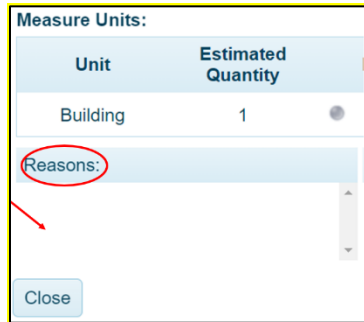 Measure Units:
Unit
Estimated
Quantity
Building
1
Reasons:
Close